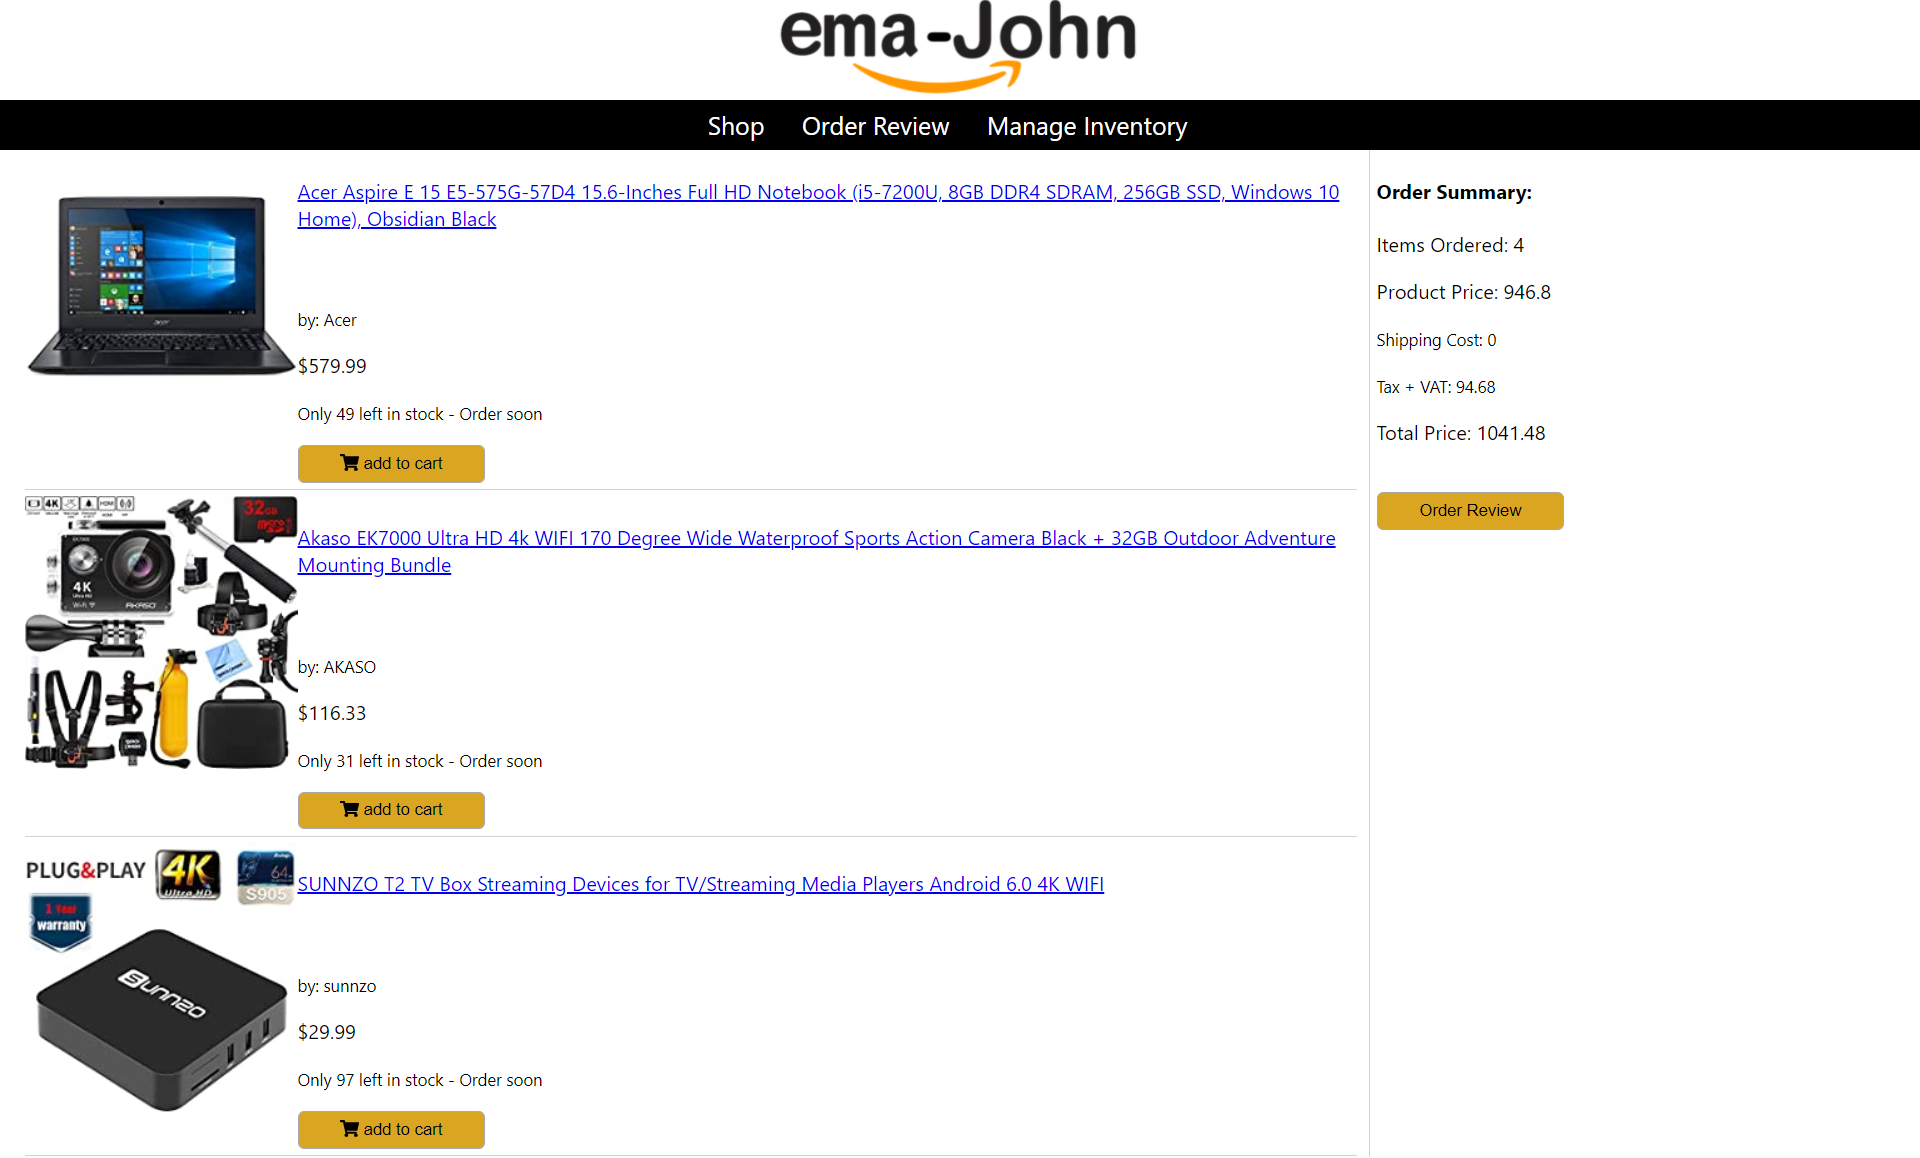 ema-John
Shop Order Review Manage Inventory
Acer Aspire E 15 E5-575G-57D4 15.6-Inches Full HD Notebook (i5-7200U, 8GB DDR4 SDRAM, 256GB SSD, Windows 10
Home), Obsidian Black
by: Acer
$579.99
Only 49 left in stock - Order soon
add to cart
4K
32GB
EK7000
4K
Ultra HD
Wi-Fi
AKASO
Akaso EK7000 Ultra HD 4k WIFI 170 Degree Wide Waterproof Sports Action Camera Black + 32GB Outdoor Adventure
Mounting Bundle
by: AKASO
$116.33
Only 31 left in stock - Order soon
add to cart
PLUG&PLAY
4K
Ultra HD
64
S905
1 Year
warranty
Sunnzo
SUNNZO T2 TV Box Streaming Devices for TV/Streaming Media Players Android 6.0 4K WIFI
by: sunnzo
$29.99
Only 97 left in stock - Order soon
add to cart
Order Summary:
Items Ordered: 4
Product Price: 946.8
Shipping Cost: 0
Tax + VAT: 94.68
Total Price: 1041.48
Order Review